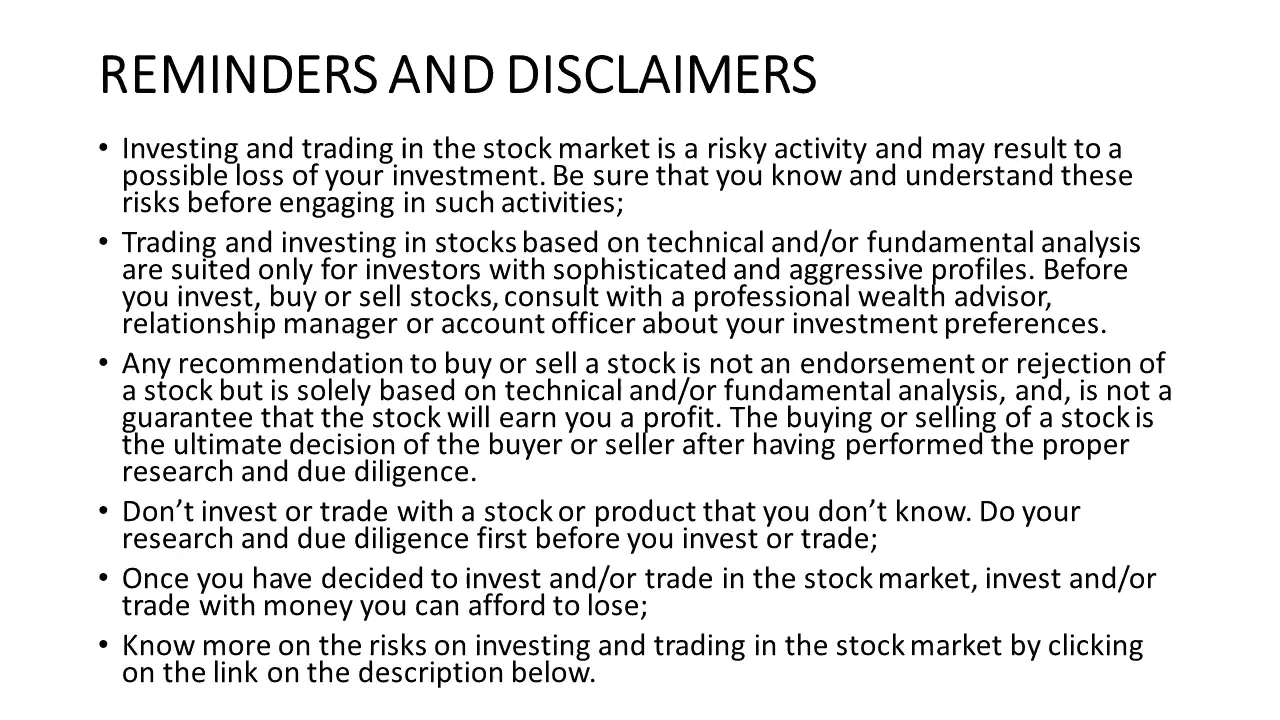 REMINDERS AND DISCLAIMERS
• Investing and trading in the stock market is a risky activity and may result to a
possible loss of your investment. Be sure that you know and understand these
risks before engaging in such activities;
• Trading and investing in stocks based on technical and/or fundamental analysis
are suited only for investors with sophisticated and aggressive profiles. Before
you invest, buy or sell stocks, consult with a professional wealth advisor,
relationship manager or account officer about your investment preferences.
• Any recommendation to buy or sell a stock is not an endorsement or rejection of
a stock but is solely based on technical and/or fundamental analysis, and, is not a
guarantee that the stock will earn you a profit. The buying or selling of a stock is
the ultimate decision of the buyer or seller after having performed the proper
research and due diligence.
• Don’t invest or trade with a stock or product that you don’t know. Do your
research and due diligence first before you invest or trade;
• Once you have decided to invest and/or trade in the stock market, invest and/or
trade with money you can afford to lose;
• Know more on the risks on investing and trading in the stock market by clicking
on the link on the description below.